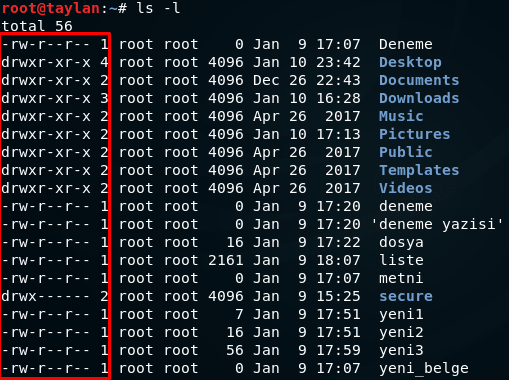 root@taylan:~# ls -l
total 56
-rw-r--r-- 1 root root    0 Jan  9 17:07  Deneme
drwxr-xr-x 4 root root 4096 Jan 10 23:42  Desktop
drwxr-xr-x 2 root root 4096 Dec 26 22:43  Documents
drwxr-xr-x 3 root root 4096 Jan 10 16:28  Downloads
drwxr-xr-x 2 root root 4096 Apr 26  2017  Music
drwxr-xr-x 2 root root 4096 Jan 10 17:13  Pictures
drwxr-xr-x 2 root root 4096 Apr 26  2017  Public
drwxr-xr-x 2 root root 4096 Apr 26  2017  Templates
drwxr-xr-x 2 root root 4096 Apr 26  2017  Videos
-rw-r--r-- 1 root root    0 Jan  9 17:20  deneme
-rw-r--r-- 1 root root    0 Jan  9 17:20 'deneme yazisi'
-rw-r--r-- 1 root root   16 Jan  9 17:22  dosya
-rw-r--r-- 1 root root 2161 Jan  9 18:07  liste
-rw-r--r-- 1 root root    0 Jan  9 17:07  metni
drwx------ 2 root root 4096 Jan  9 15:25  secure
-rw-r--r-- 1 root root    7 Jan  9 17:51  yeni1
-rw-r--r-- 1 root root   16 Jan  9 17:51  yeni2
-rw-r--r-- 1 root root   56 Jan  9 17:59  yeni3
-rw-r--r-- 1 root root    0 Jan  9 17:07  yeni_belge